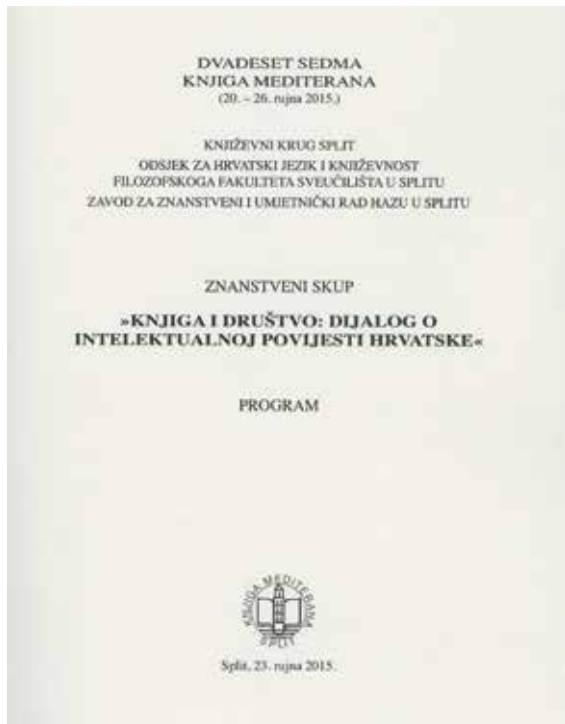 DVADESET SEDMA
KNJIGA MEDITERANA
(20. – 26. rujna 2015.)
KNJIŽEVNI KRUG SPLIT
ODSJEK ZA HRVATSKI JEZIK I KNJIŽEVNOST
FILOZOFSKOGA FAKULTETA SVEUČILIŠTA U SPLITU
ZAVOD ZA ZNANSTVENI I UMJETNIČKI RAD HAZU U SPLITU
ZNANSTVENI SKUP
»KNJIGA I DRUŠTVO: DIJALOG O
INTELEKTUALNOJ POVIJESTI HRVATSKE«
PROGRAM
KNJIGA MEDITERANA
SPLIT
Split, 23. rujna 2015.